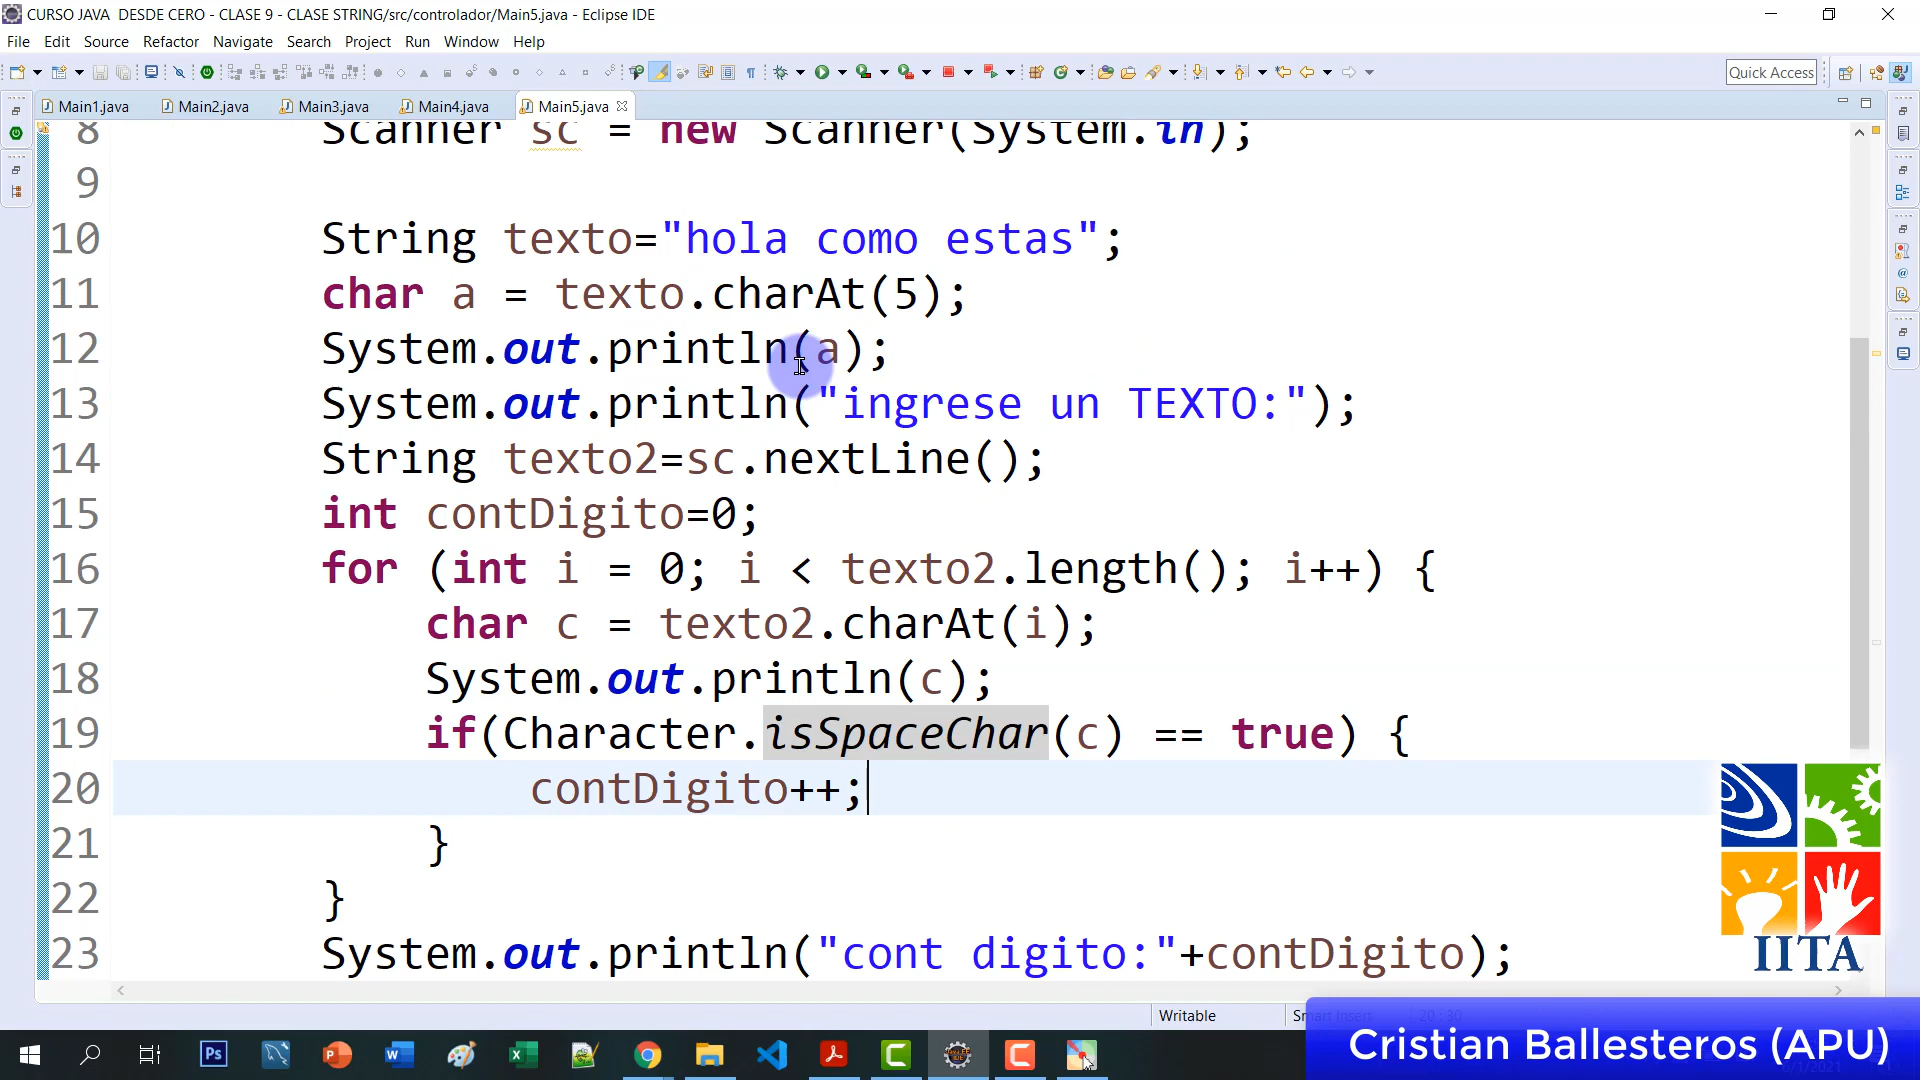 CURSO JAVA  DESDE CERO - CLASE 9 - CLASE STRING/src/controlador/Main5.java - Eclipse IDE
File Edit Source Refactor Navigate Search Project Run Window Help
Quick Access
Main1.java Main2.java Main3.java Main4.java Main5.java
8 Scanner sc = new Scanner(System.in);
9
10 String texto="hola como estas";
11 char a = texto.charAt(5);
12 System.out.println(a);
13 System.out.println("ingrese un TEXTO:");
14 String texto2=sc.nextLine();
15 int contDigito=0;
16 for (int i = 0; i < texto2.length(); i++) {
17 char c = texto2.charAt(i);
18 System.out.println(c);
19 if(Character.isSpaceChar(c) == true) {
20 contDigito++;
21 }
22 }
23 System.out.println("cont digito:"+contDigito);
IITA
Writable
Cristian Ballesteros (APU)
Ps